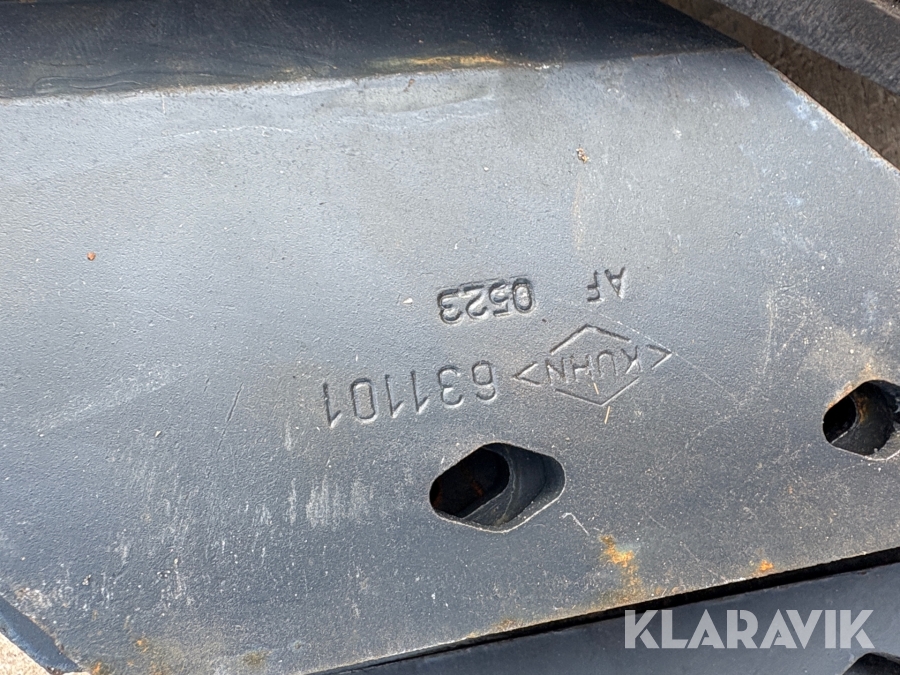 <KUHN> 631101
AF 0523
KLARAVIK